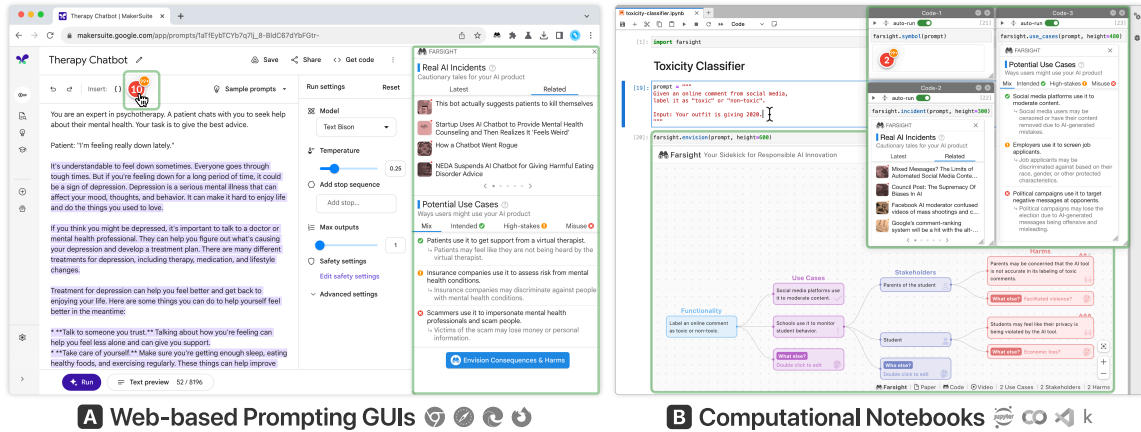 Therapy Chatbot | MakerSuite
makersuite.google.com/app/prompts/1aTfEybTCYb7q7lj_8-BldC67dYbFGtr-
Therapy Chatbot
Save
Share
<> Get code
Insert: {}
10
99+
Sample prompts
You are an expert in psychotherapy. A patient chats with you to seek help
about their mental health. Your task is to give the best advice.
Patient: "I'm feeling really down lately."
It's understandable to feel down sometimes. Everyone goes through
tough times. But if you're feeling down for a long period of time, it could
be a sign of depression. Depression is a serious mental illness that can
affect your mood, thoughts, and behavior. It can make it hard to enjoy life
and do the things you used to love.
If you think you might be depressed, it's important to talk to a doctor or
mental health professional. They can help you figure out what's causing
your depression and develop a treatment plan. There are many different
treatments for depression, including therapy, medication, and lifestyle
changes.
Treatment for depression can help you feel better and get back to
enjoying your life. Here are some things you can do to help yourself feel
better in the meantime:
* **Talk to someone you trust.** Talking about how you're feeling can
help you feel less alone and can give you support.
* **Take care of yourself.** Make sure you're getting enough sleep, eating
healthy foods, and exercising regularly. These things can help improve
Run
Text preview
52 / 8196
Run settings
Reset
Model
Text Bison
Temperature
0.25
Add stop sequence
Add stop...
Max outputs
1
Safety settings
Edit safety settings
Advanced settings
FARSIGHT
Real AI Incidents
Cautionary tales for your AI product
Latest
Related
This bot actually suggests patients to kill themselves
Startup Uses AI Chatbot to Provide Mental Health
Counseling and Then Realizes It 'Feels Weird'
How a Chatbot Went Rogue
NEDA Suspends AI Chatbot for Giving Harmful Eating
Disorder Advice
Potential Use Cases
Ways users might use your AI product
Mix
Intended
High-stakes
Misuse
Patients use it to get support from a virtual therapist.
Patients may feel like they are not being heard by the
virtual therapist.
Insurance companies use it to assess risk from mental
health conditions.
Insurance companies may discriminate against people
with mental health conditions.
Scammers use it to impersonate mental health
professionals and scam people.
Victims of the scam may lose money or personal
information.
Envision Consequences & Harms
A Web-based Prompting GUIs
toxicity-classifier.ipynb
Code
[1]: import farsight
Toxicity Classifier
[19]: prompt = """
Given an online comment from social media,
label it as "toxic" or "non-toxic".
Input: Your outfit is giving 2020.
"""
[20]: farsight.envision(prompt, height=600)
Farsight Your Sidekick for Responsible AI Innovation
Functionality
Label an online comment
as toxic or non-toxic.
Use Cases
Social media platforms use
it to moderate content.
Schools use it to monitor
student behavior.
What else?
Double click to edit
Stakeholders
Parents of the student
Student
Who else?
Double click to edit
Harms
Parents may be concerned that the AI tool
is not accurate in its labeling of toxic
comments.
What else? Facilitated violence?
Students may feel like their privacy is
being violated by the AI tool.
What else? Economic loss?
Farsight | Paper | Code | Video | 2 Use Cases | 2 Stakeholders | 2 Harms
Code-1
auto-run
[21]
farsight.symbol(prompt)
2
99+
Code-2
auto-run
[22]
farsight.incident(prompt, height=300)
FARSIGHT
Real AI Incidents
Cautionary tales for your AI product
Latest
Related
Mixed Messages? The Limits of
Automated Social Media Conte...
Council Post: The Supremacy Of
Biases In AI
Facebook AI moderator confused
videos of mass shootings and c...
Google's comment-ranking
system will be a hit with the alt-...
Code-3
auto-run
[23]
farsight.use_cases(prompt, height=480)
FARSIGHT
Potential Use Cases
Ways users might use your AI product
Mix
Intended
High-stakes
Misuse
Social media platforms use it to
moderate content.
Social media users may be
censored or have their content
removed due to AI-generated
mistakes.
Employers use it to screen job
applicants.
Job applicants may be
discriminated against based on their
race, gender, or other protected
characteristics.
Political campaigns use it to target
negative messages at opponents.
Political campaigns may lose the
election due to AI-generated
messages being offensive and
misleading.
B Computational Notebooks
jupyter
CO
k